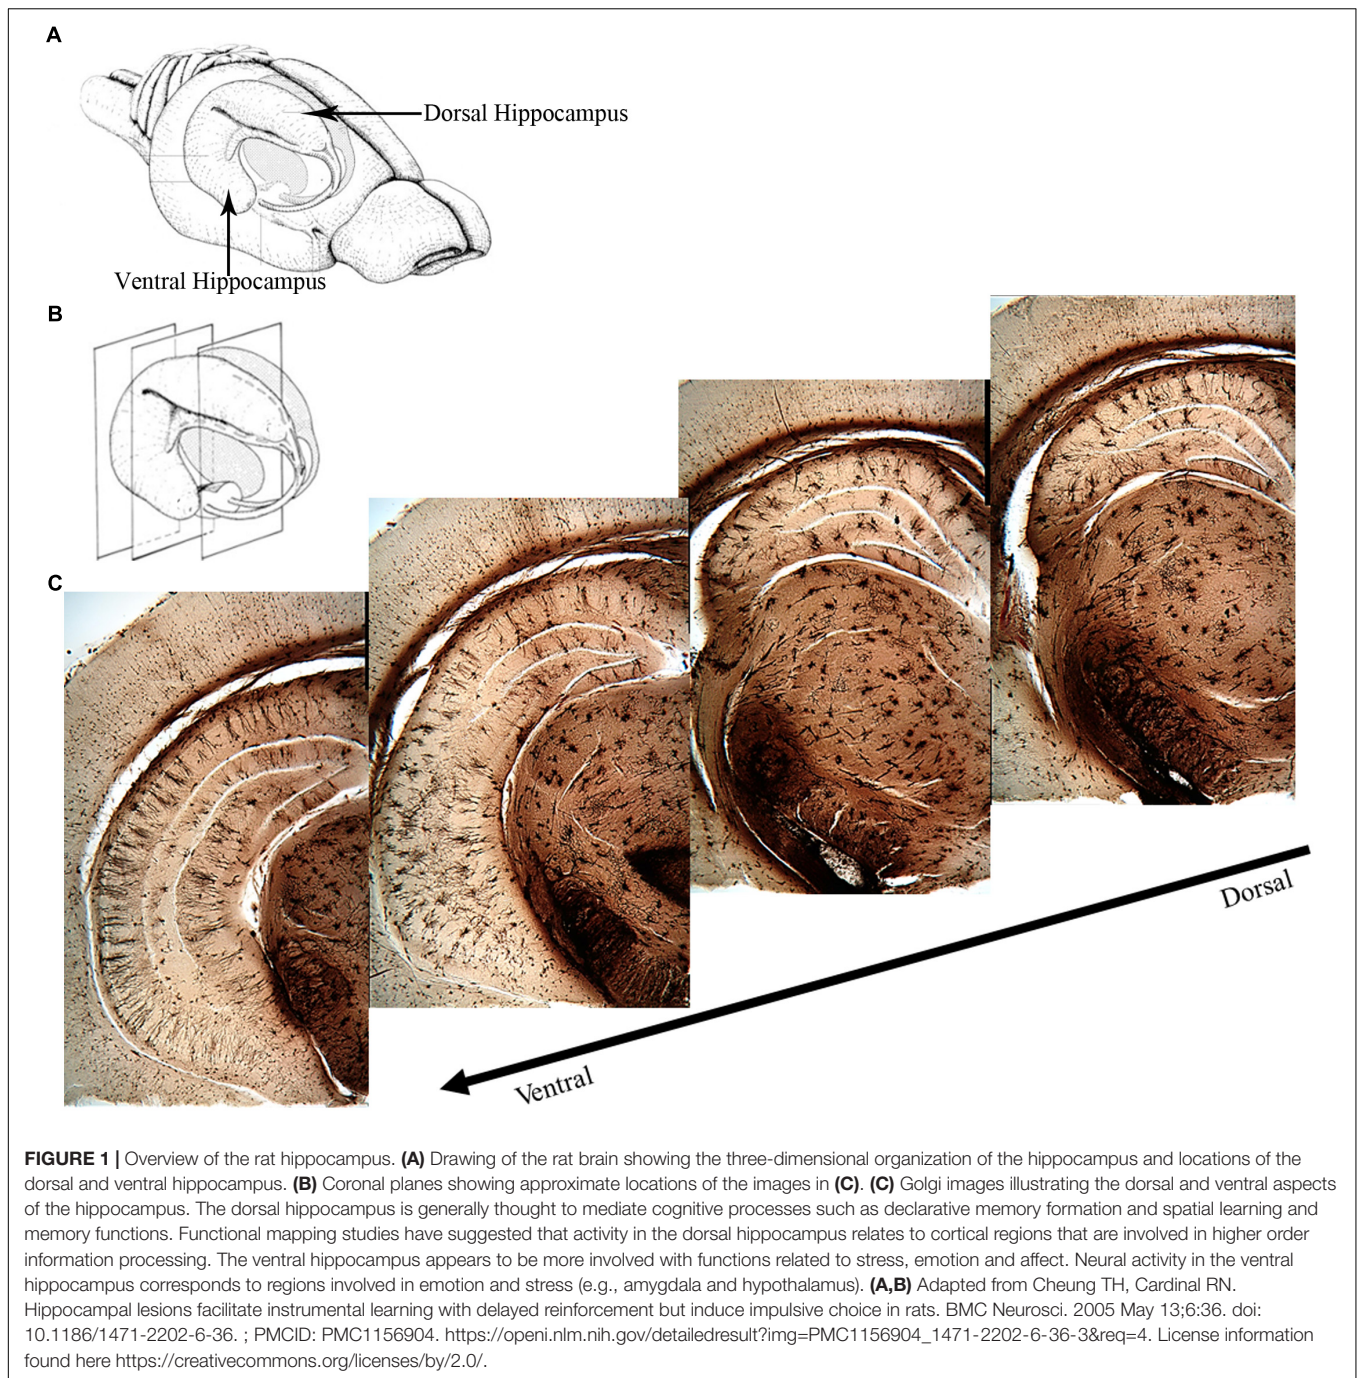 A
Dorsal Hippocampus
Ventral Hippocampus
B
C
Dorsal
Ventral
FIGURE 1 | Overview of the rat hippocampus. (A) Drawing of the rat brain showing the three-dimensional organization of the hippocampus and locations of the
dorsal and ventral hippocampus. (B) Coronal planes showing approximate locations of the images in (C). (C) Golgi images illustrating the dorsal and ventral aspects
of the hippocampus. The dorsal hippocampus is generally thought to mediate cognitive processes such as declarative memory formation and spatial learning and
memory functions. Functional mapping studies have suggested that activity in the dorsal hippocampus relates to cortical regions that are involved in higher order
information processing. The ventral hippocampus appears to be more involved with functions related to stress, emotion and affect. Neural activity in the ventral
hippocampus corresponds to regions involved in emotion and stress (e.g., amygdala and hypothalamus). (A,B) Adapted from Cheung TH, Cardinal RN.
Hippocampal lesions facilitate instrumental learning with delayed reinforcement but induce impulsive choice in rats. BMC Neurosci. 2005 May 13;6:36. doi:
10.1186/1471-2202-6-36. ; PMCID: PMC1156904. https://openi.nlm.nih.gov/detailedresult?img=PMC1156904_1471-2202-6-36-3&req=4. License information
found here https://creativecommons.org/licenses/by/2.0/.